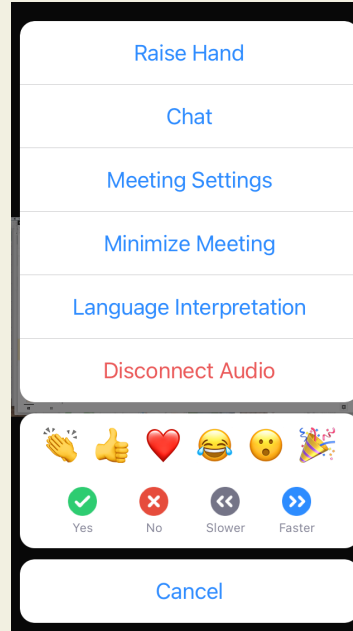 Raise Hand
Chat
Meeting Settings
Minimize Meeting
Language Interpretation
Disconnect Audio
Yes No Slower Faster
Cancel